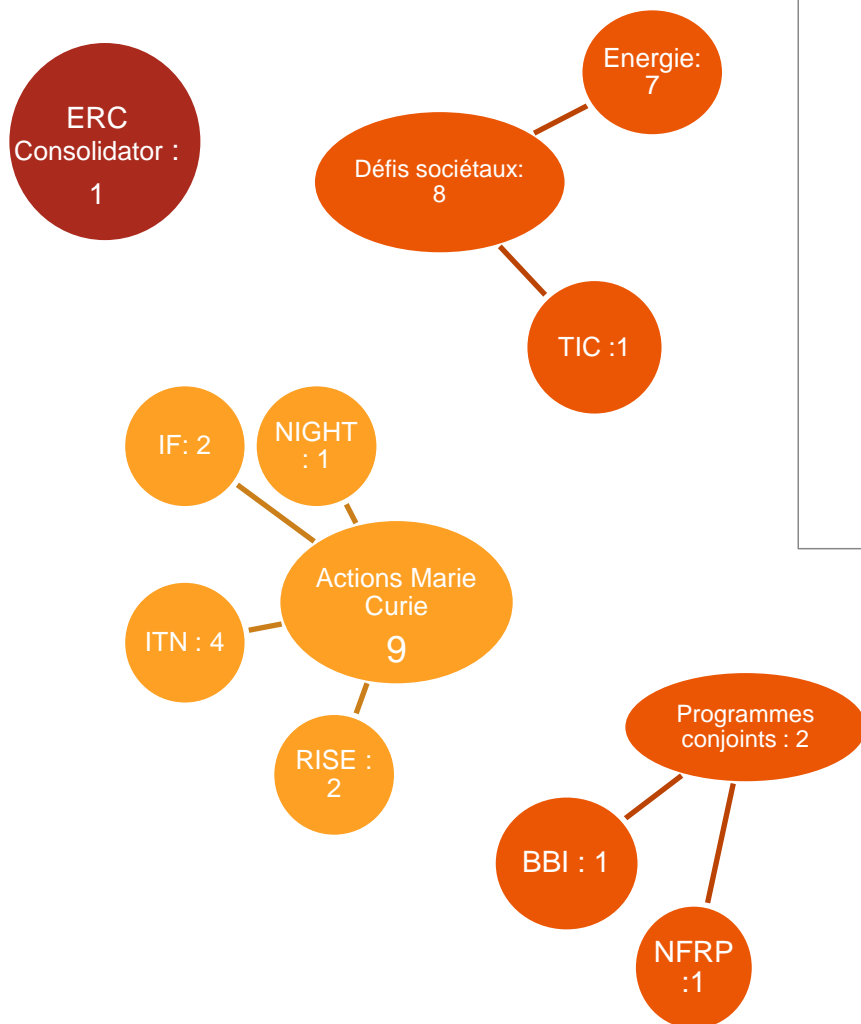 ERC
Consolidator :
1
Energie:
7
Défis sociétaux:
8
TIC :1
IF: 2
NIGHT
: 1
Actions Marie
Curie
9
ITN : 4
RISE :
2
Programmes
conjoints : 2
BBI : 1
NFRP
:1